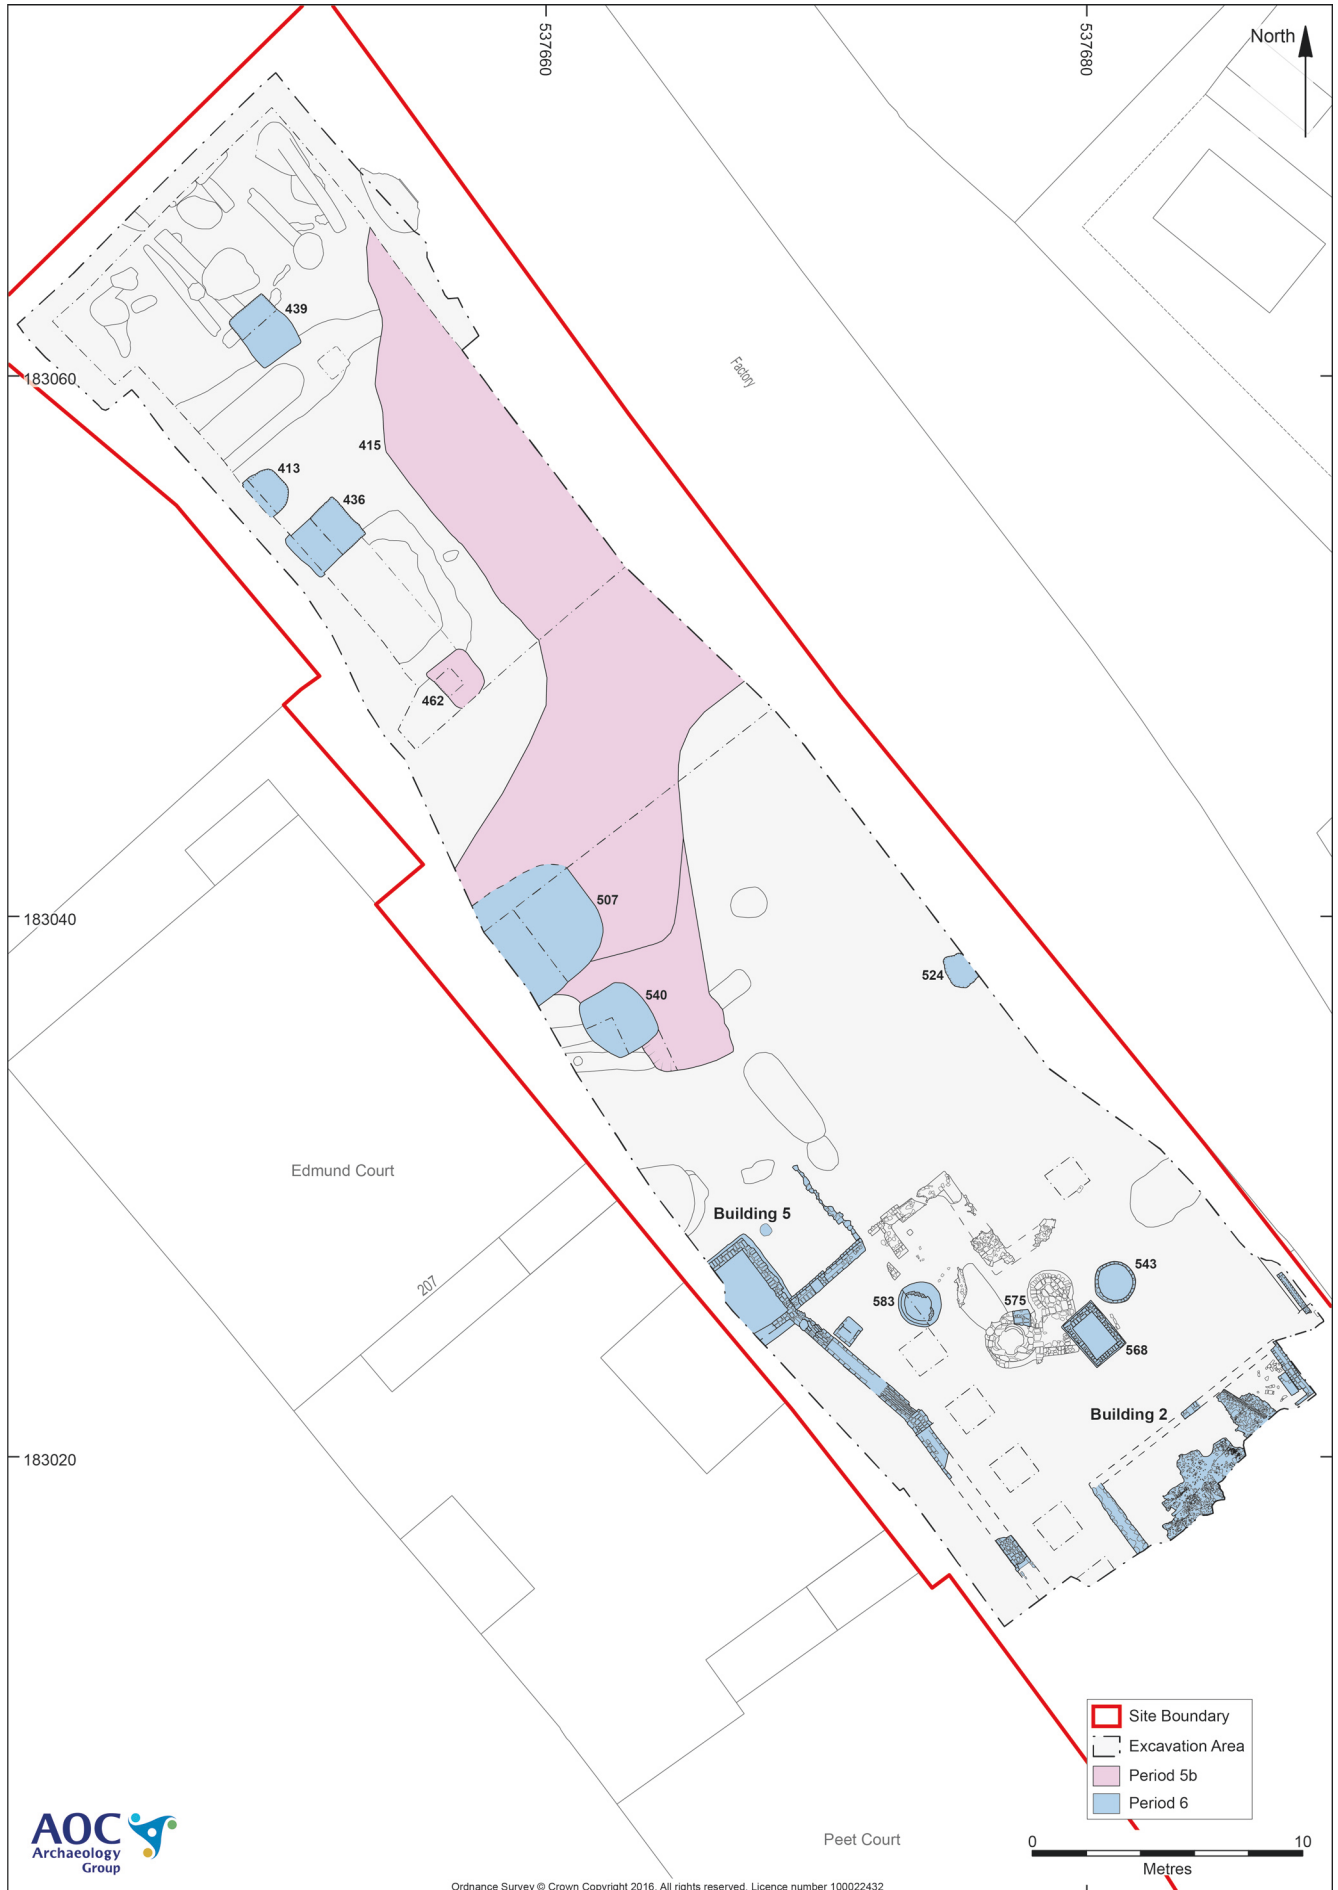 537660
537680
North
439
183060
Factory
415
413
436
462
507
183040
524
540
Edmund Court
Building 5
207
543
583
575
568
Building 2
183020
Site Boundary
Excavation Area
Period 5b
Period 6
AOC
Archaeology
Group
Peet Court
0 10
Metres
Ordnance Survey © Crown Copyright 2016. All rights reserved. Licence number 100022432